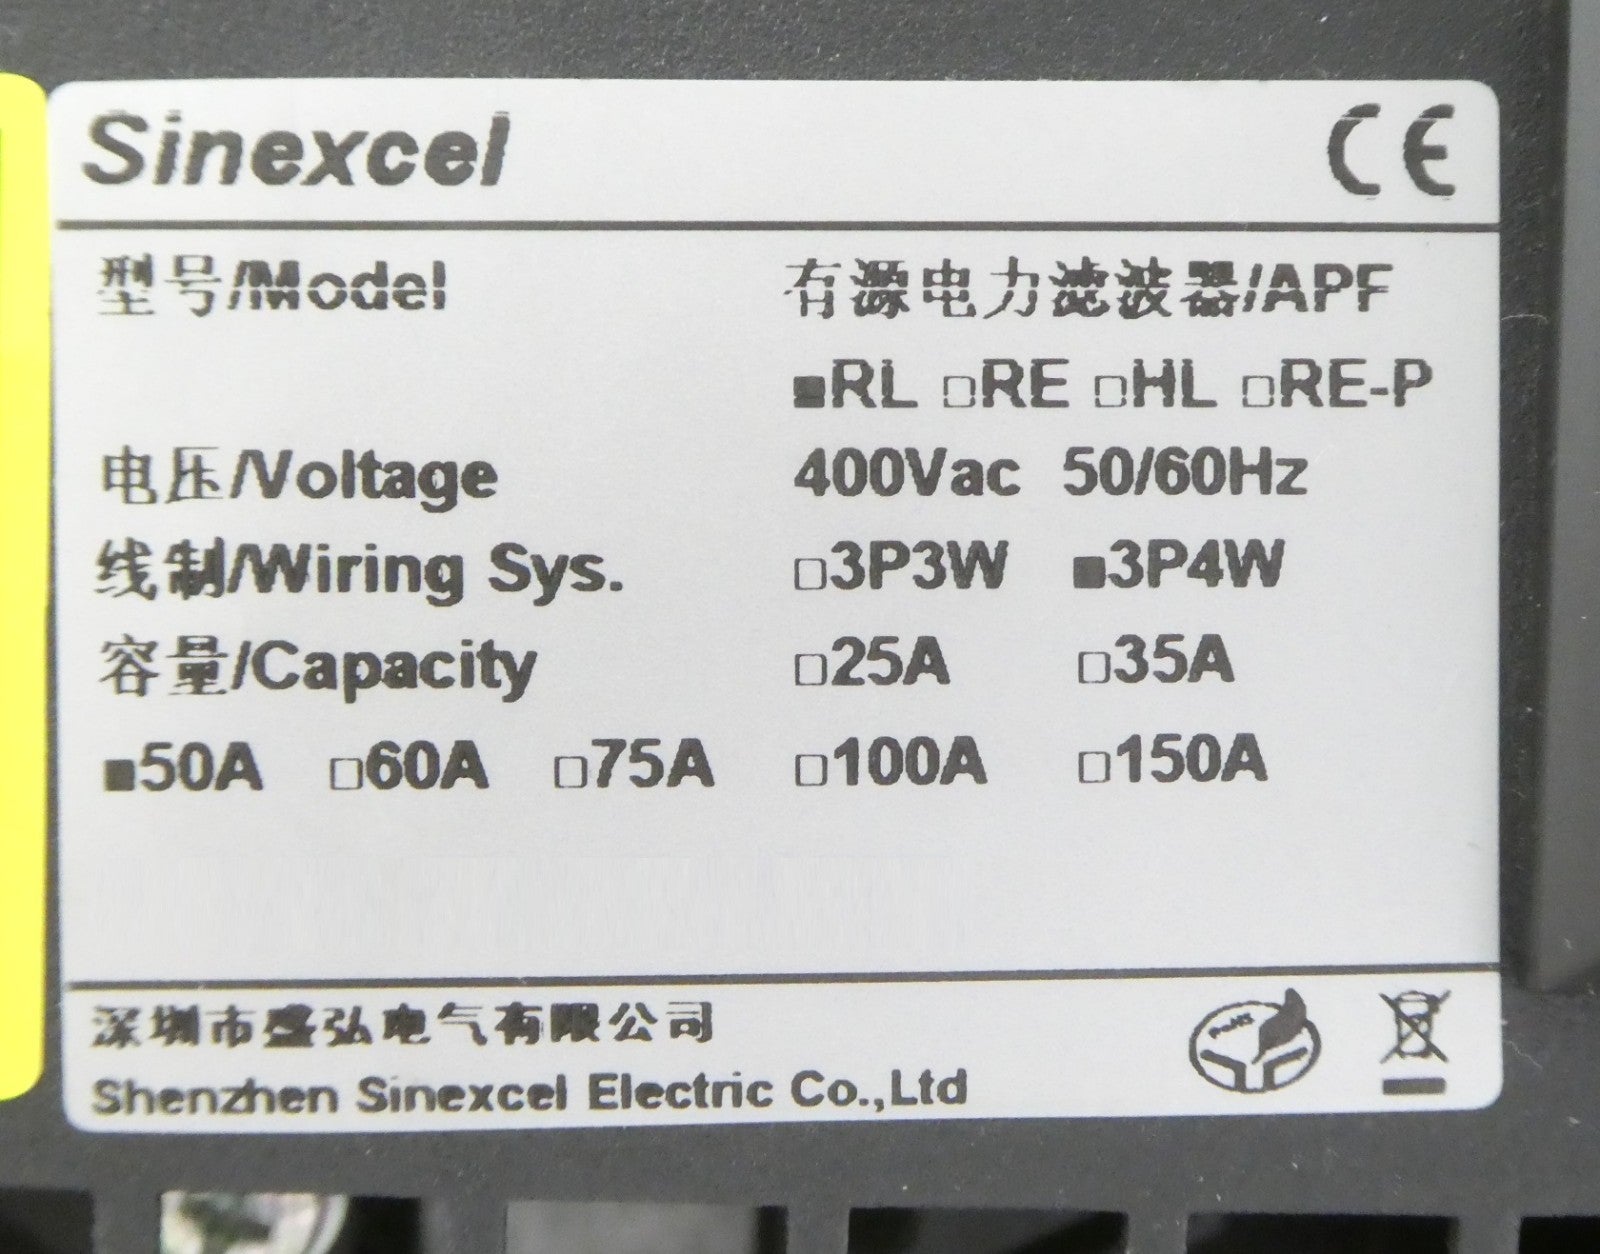 Sinexcel CE
型号/Model 有源电力滤波器/APF
■RL □RE □HL □RE-P
电压/Voltage 400Vac 50/60Hz
线制/Wiring Sys. □3P3W ■3P4W
容量/Capacity □25A □35A
■50A □60A □75A □100A □150A
深圳市盛弘电气有限公司
RoHS
Shenzhen Sinexcel Electric Co.,Ltd